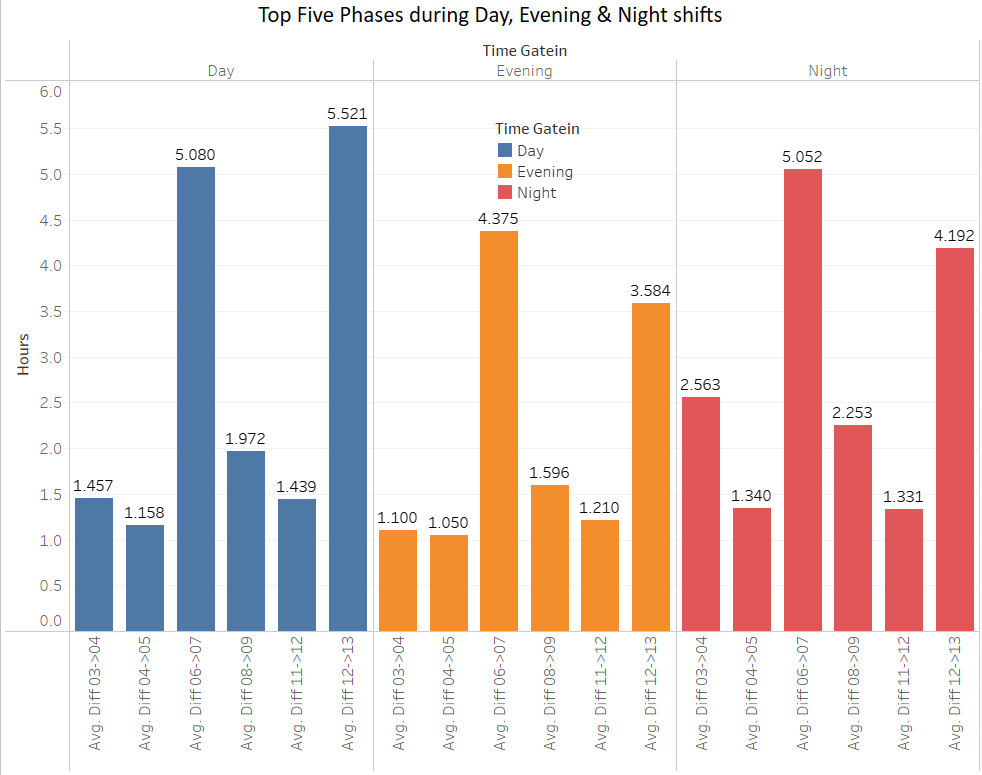 Top Five Phases during Day, Evening & Night shifts
Time Gatein
Day Evening Night
Time Gatein
Day
Evening
Night
Hours
6.0
5.5
5.0
4.5
4.0
3.5
3.0
2.5
2.0
1.5
1.0
0.5
0.0
1.457
1.158
5.080
1.972
1.439
5.521
1.100
1.050
4.375
1.596
1.210
3.584
2.563
1.340
5.052
2.253
1.331
4.192
Avg. Diff 03->04
Avg. Diff 04->05
Avg. Diff 06->07
Avg. Diff 08->09
Avg. Diff 11->12
Avg. Diff 12->13
Avg. Diff 03->04
Avg. Diff 04->05
Avg. Diff 06->07
Avg. Diff 08->09
Avg. Diff 11->12
Avg. Diff 12->13
Avg. Diff 03->04
Avg. Diff 04->05
Avg. Diff 06->07
Avg. Diff 08->09
Avg. Diff 11->12
Avg. Diff 12->13